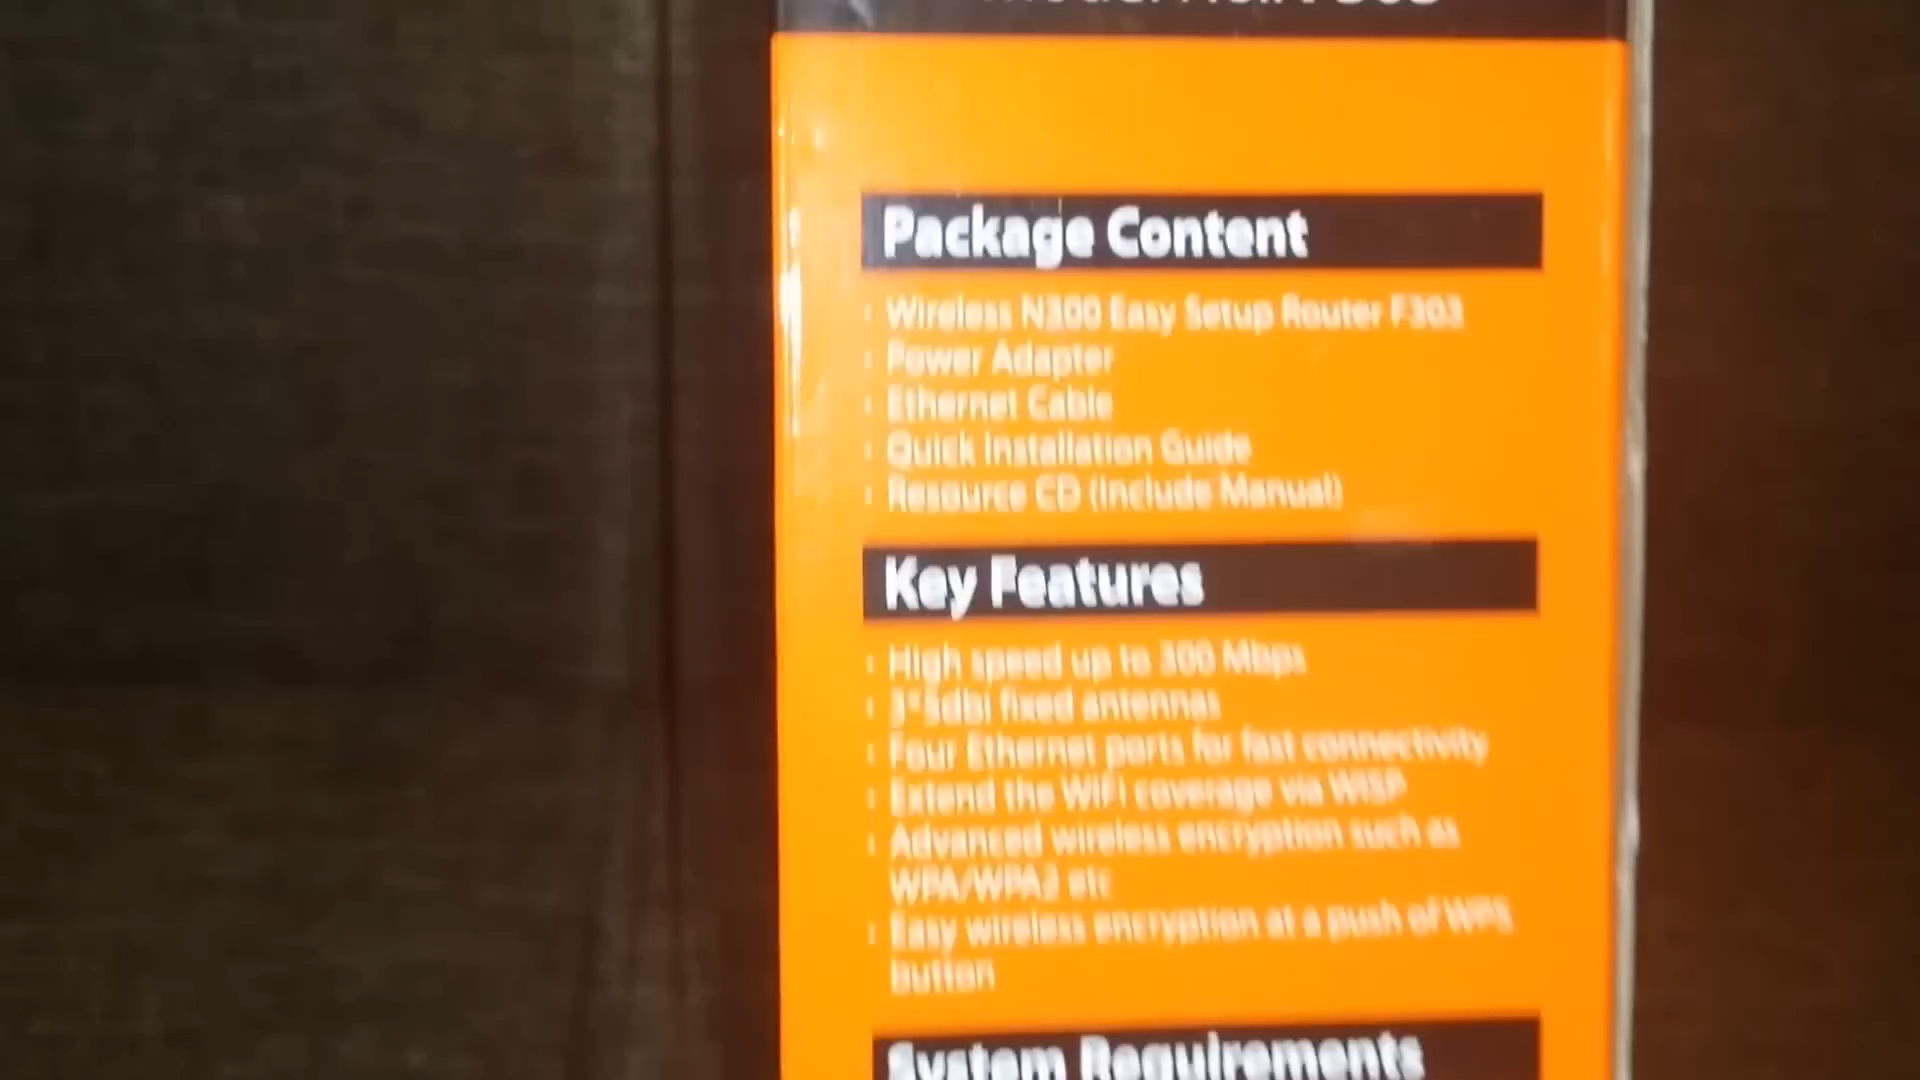 Package Content
Wireless N300 Easy Setup Router F303
Power Adapter
Ethernet Cable
Quick Installation Guide
Resource CD (Include Manual)
Key Features
High speed up to 300 Mbps
3*5dbi fixed antennas
Four Ethernet ports for fast connectivity
Extend the WiFi coverage via WISP
Advanced wireless encryption such as
WPA/WPA2 etc
Easy wireless encryption at a push of WPS
button
System Requirements